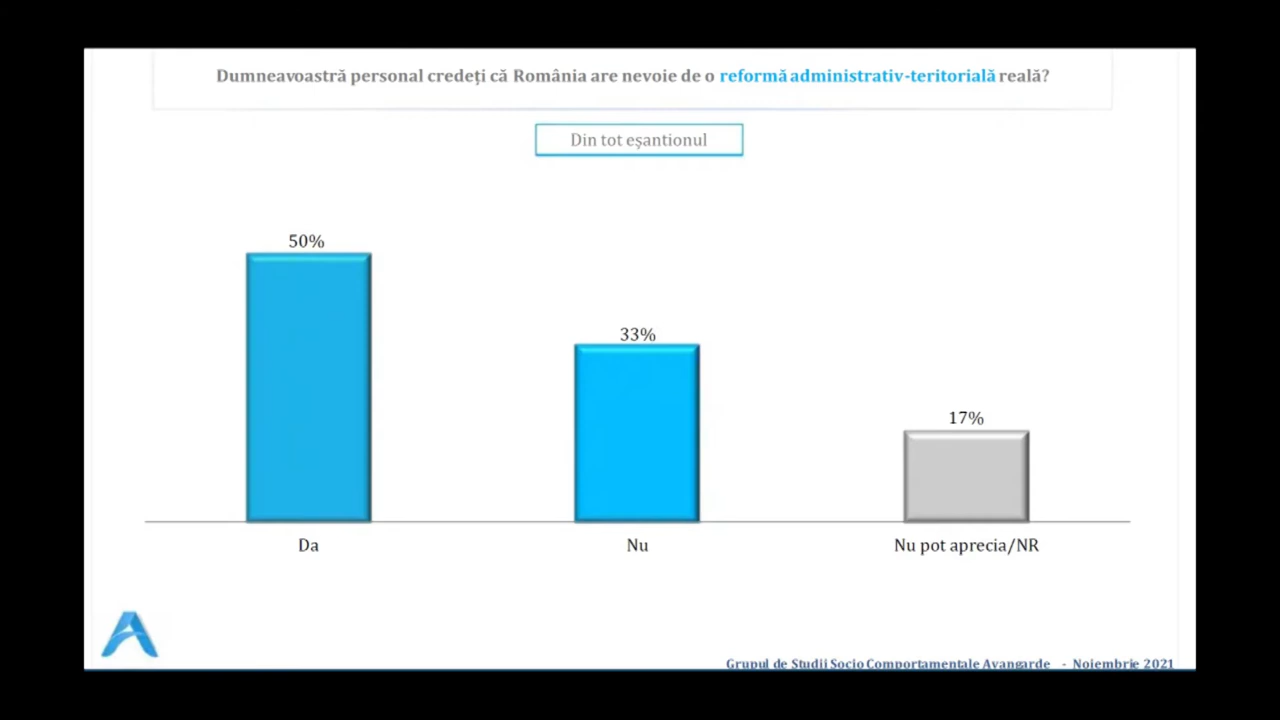 Dumneavoastră personal credeți că România are nevoie de o reformă administrativ-teritorială reală?
Din tot eșantionul
50%
33%
17%
Da
Nu
Nu pot aprecia/NR
Grupul de Studii Socio Comportamentale Avangarde - Noiembrie 2021